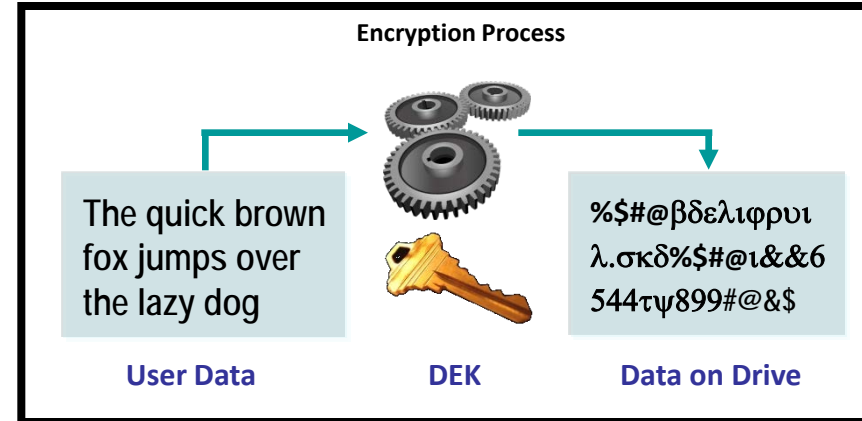 Encryption Process
The quick brown
fox jumps over
the lazy dog
%$#@βδελιφρυι
λ.σκδ%$#@ι&&6
544τψ899#@&$
User Data
DEK
Data on Drive